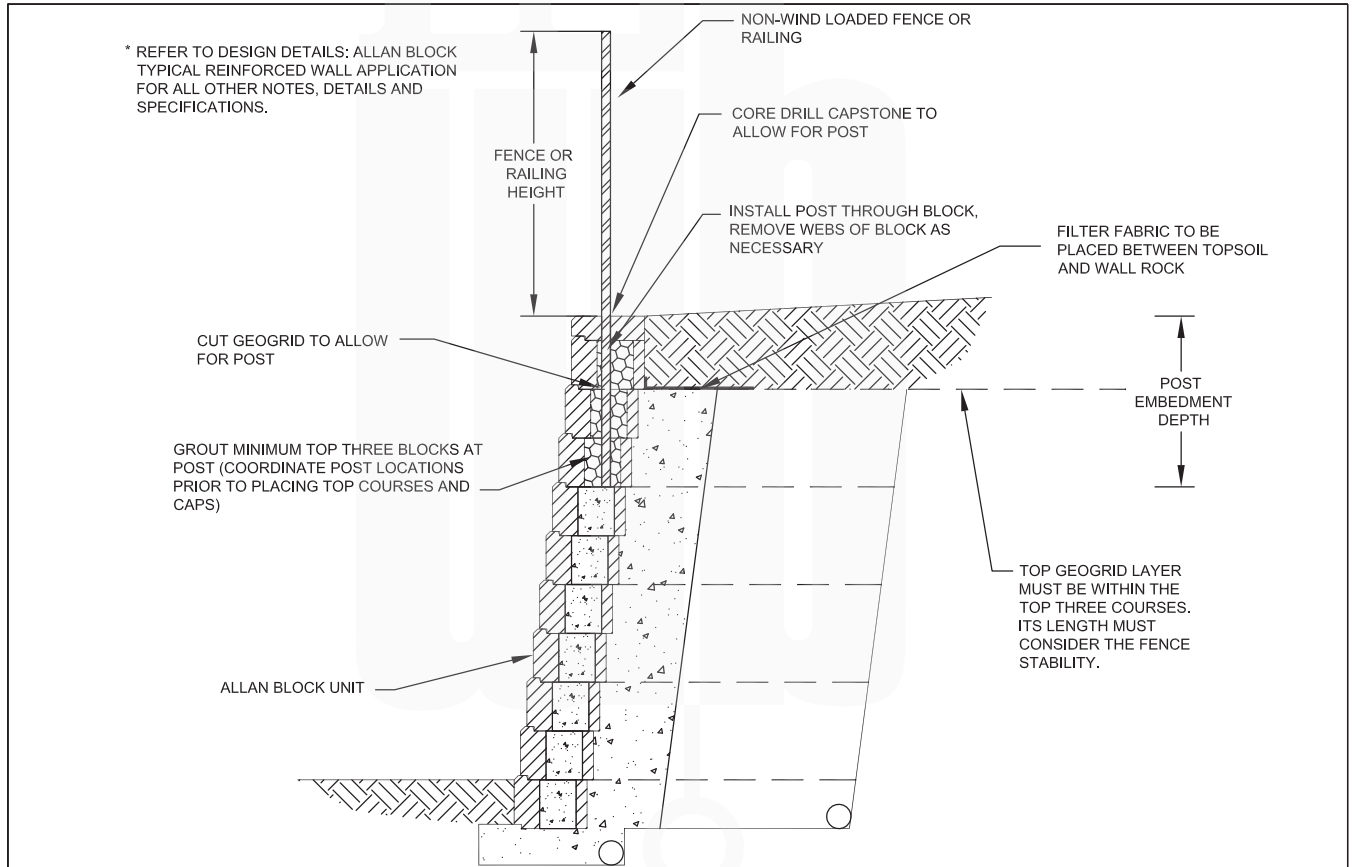 * REFER TO DESIGN DETAILS: ALLAN BLOCK
TYPICAL REINFORCED WALL APPLICATION
FOR ALL OTHER NOTES, DETAILS AND
SPECIFICATIONS.
NON-WIND LOADED FENCE OR
RAILING
CORE DRILL CAPSTONE TO
ALLOW FOR POST
FENCE OR
RAILING
HEIGHT
INSTALL POST THROUGH BLOCK,
REMOVE WEBS OF BLOCK AS
NECESSARY
FILTER FABRIC TO BE
PLACED BETWEEN TOPSOIL
AND WALL ROCK
CUT GEOGRID TO ALLOW
FOR POST
POST
EMBEDMENT
DEPTH
GROUT MINIMUM TOP THREE BLOCKS AT
POST (COORDINATE POST LOCATIONS
PRIOR TO PLACING TOP COURSES AND
CAPS)
TOP GEOGRID LAYER
MUST BE WITHIN THE
TOP THREE COURSES.
ITS LENGTH MUST
CONSIDER THE FENCE
STABILITY.
ALLAN BLOCK UNIT